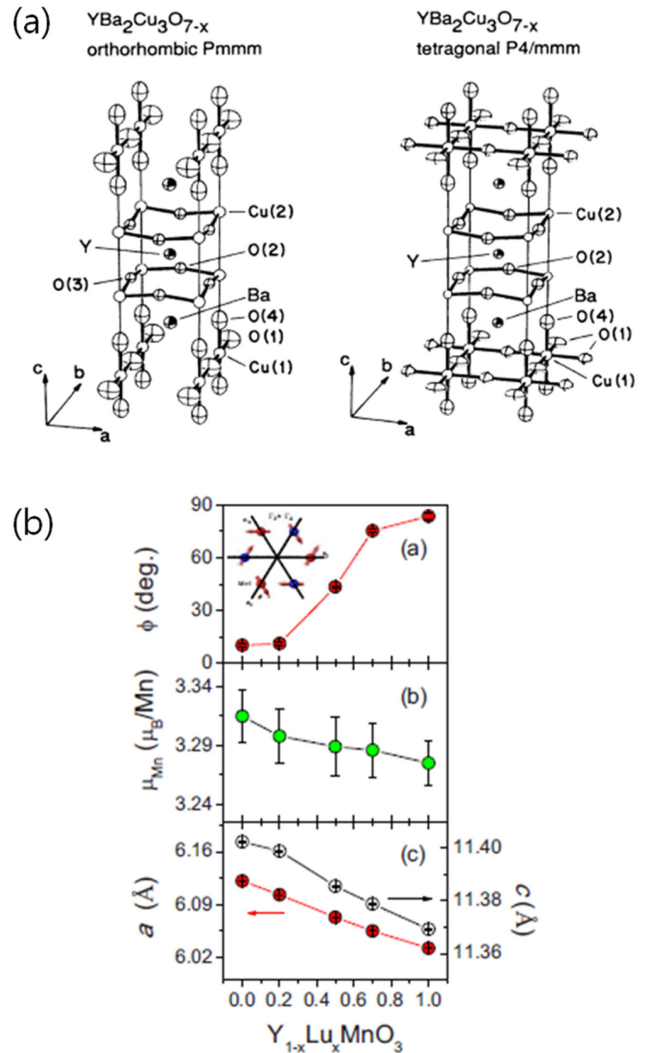 (a)
YBa₂Cu₃O₇₋ₓ
orthorhombic Pmmm
YBa₂Cu₃O₇₋ₓ
tetragonal P4/mmm
Cu(2)
Y
O(2)
O(3)
Ba
O(4)
O(1)
Cu(1)
c
b
a
Cu(2)
Y
O(2)
Ba
O(4)
O(1)
Cu(1)
c
b
a
(b)
90
60
30
0
ϕ (deg.)
(a)
3.34
3.29
3.24
μMn (μB/Mn)
(b)
6.16
6.09
6.02
a (Å)
(c)
11.40
11.38
11.36
c (Å)
0.0 0.2 0.4 0.6 0.8 1.0
Y₁₋ₓLuₓMnO₃